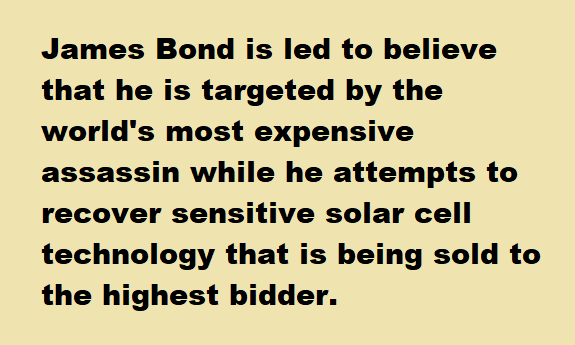 James Bond is led to believe
that he is targeted by the
world's most expensive
assassin while he attempts to
recover sensitive solar cell
technology that is being sold to
the highest bidder.